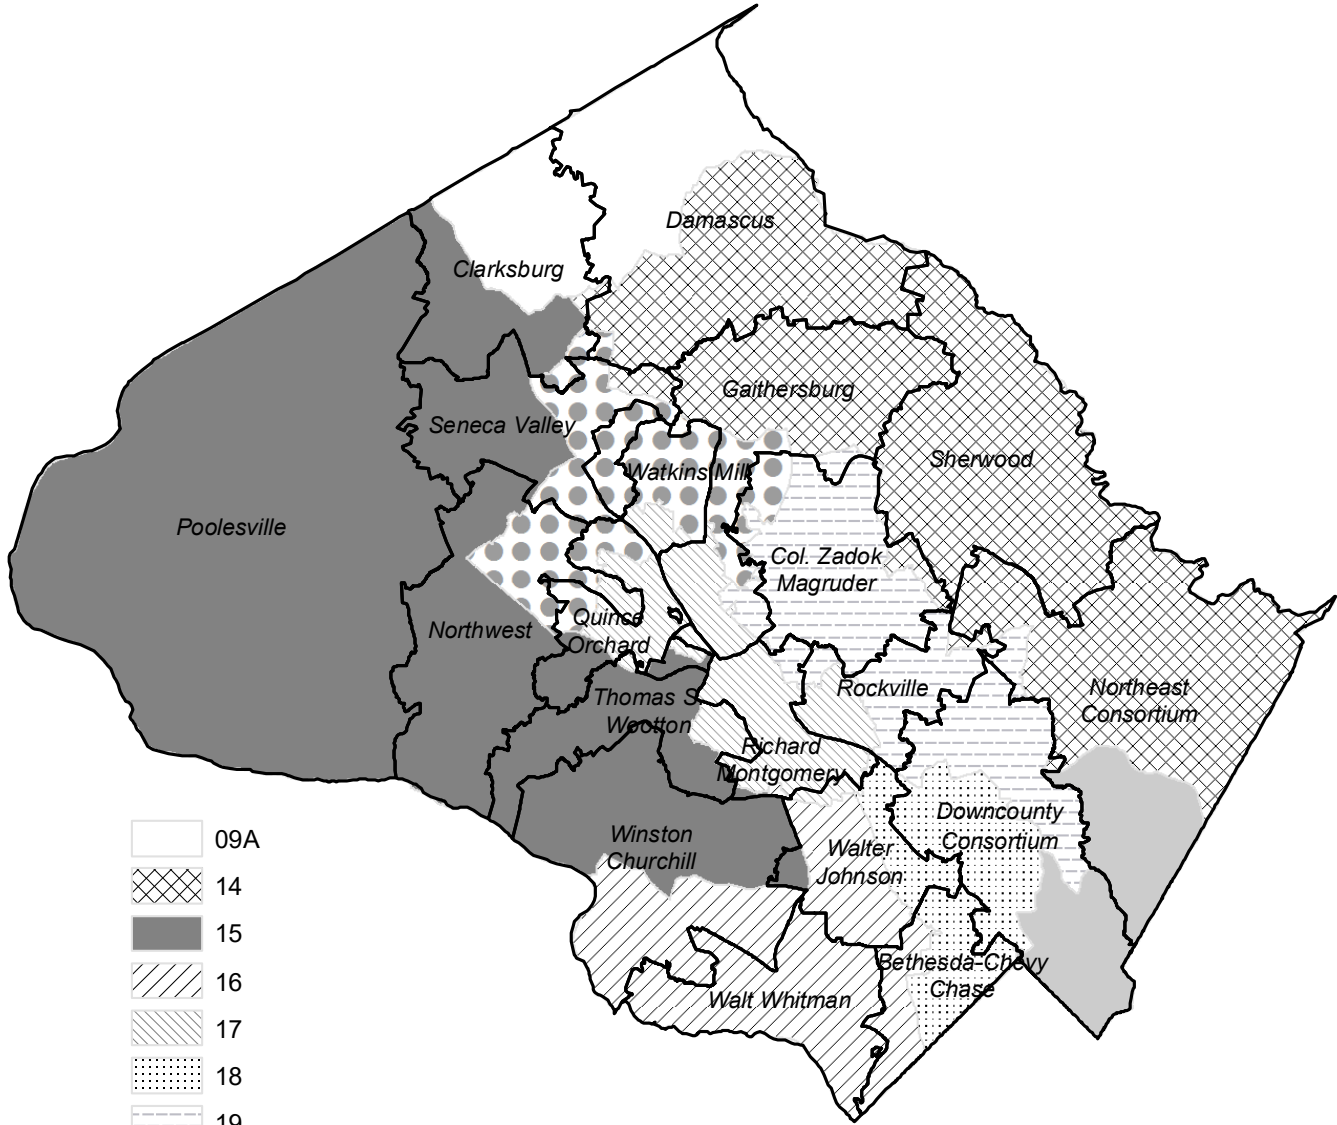 Damascus
Clarksburg
Gaithersburg
Seneca Valley
Sherwood
Watkins Mill
Poolesville
Col. Zadok
Magruder
Quince
Orchard
Northwest
Rockville
Northeast
Consortium
Thomas S.
Wootton
Richard
Montgomery
Downcounty
Consortium
Winston
Churchill
Walter
Johnson
Bethesda-Chevy
Chase
Walt Whitman
09A
14
15
16
17
18
19